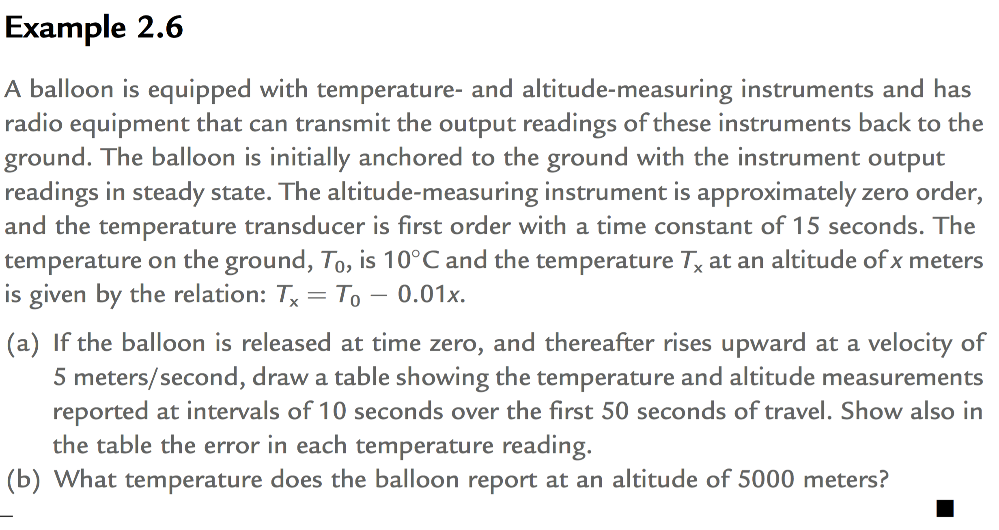 Example 2.6
A balloon is equipped with temperature- and altitude-measuring instruments and has
radio equipment that can transmit the output readings of these instruments back to the
ground. The balloon is initially anchored to the ground with the instrument output
readings in steady state. The altitude-measuring instrument is approximately zero order,
and the temperature transducer is first order with a time constant of 15 seconds. The
temperature on the ground, T₀, is 10°C and the temperature Tₓ at an altitude of x meters
is given by the relation: Tₓ = T₀ − 0.01x.
(a) If the balloon is released at time zero, and thereafter rises upward at a velocity of
5 meters/second, draw a table showing the temperature and altitude measurements
reported at intervals of 10 seconds over the first 50 seconds of travel. Show also in
the table the error in each temperature reading.
(b) What temperature does the balloon report at an altitude of 5000 meters?